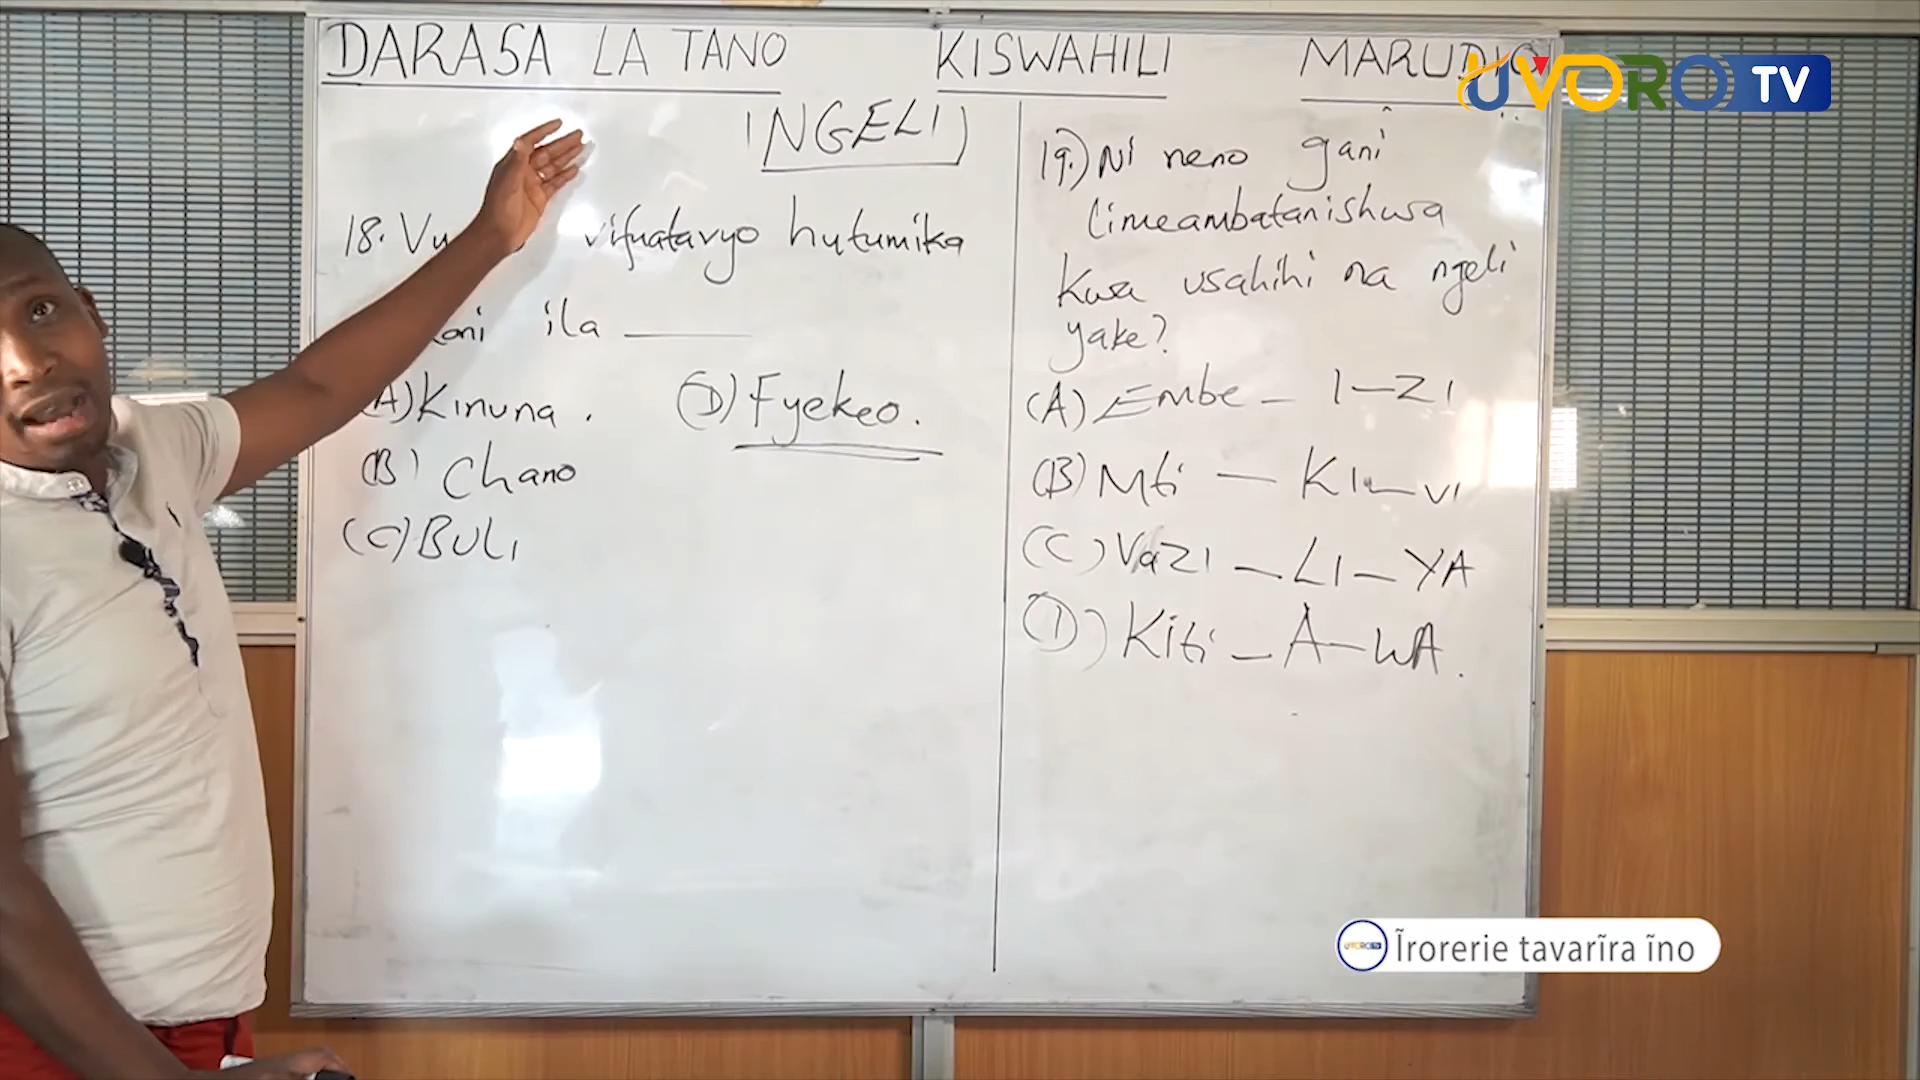 DARASA LA TANO KISWAHILI MARUDIO
UVORO TV
NGELI
18. vifuatavyo hutumika
ila ______
(A) Kinuna.
(B) Chano
(C) BULI
(D) Fyekeo.
19.) Ni neno gani
limeambatanishwa
kwa usahihi na ngeli
yake?
(A) Embe - I-ZI
(B) Mti - KI-VI
(C) Vazi - LI-YA
(D) Kiti - A-WA.
Ĩrorerie tavarĩra ĩno